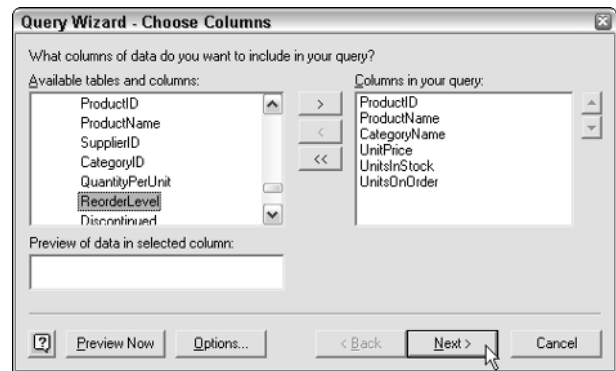 Query Wizard - Choose Columns
What columns of data do you want to include in your query?
Available tables and columns:
ProductID
ProductName
SupplierID
CategoryID
QuantityPerUnit
ReorderLevel
Discontinued
>
<
<<
Columns in your query:
ProductID
ProductName
CategoryName
UnitPrice
UnitsInStock
UnitsOnOrder
Preview of data in selected column:
?
Preview Now
Options...
< Back
Next >
Cancel